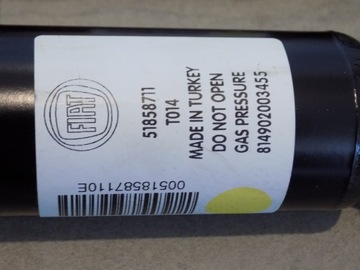 FIAT
51858711
T014
MADE IN TURKEY
DO NOT OPEN
GAS PRESSURE
814902003455
00518587110E